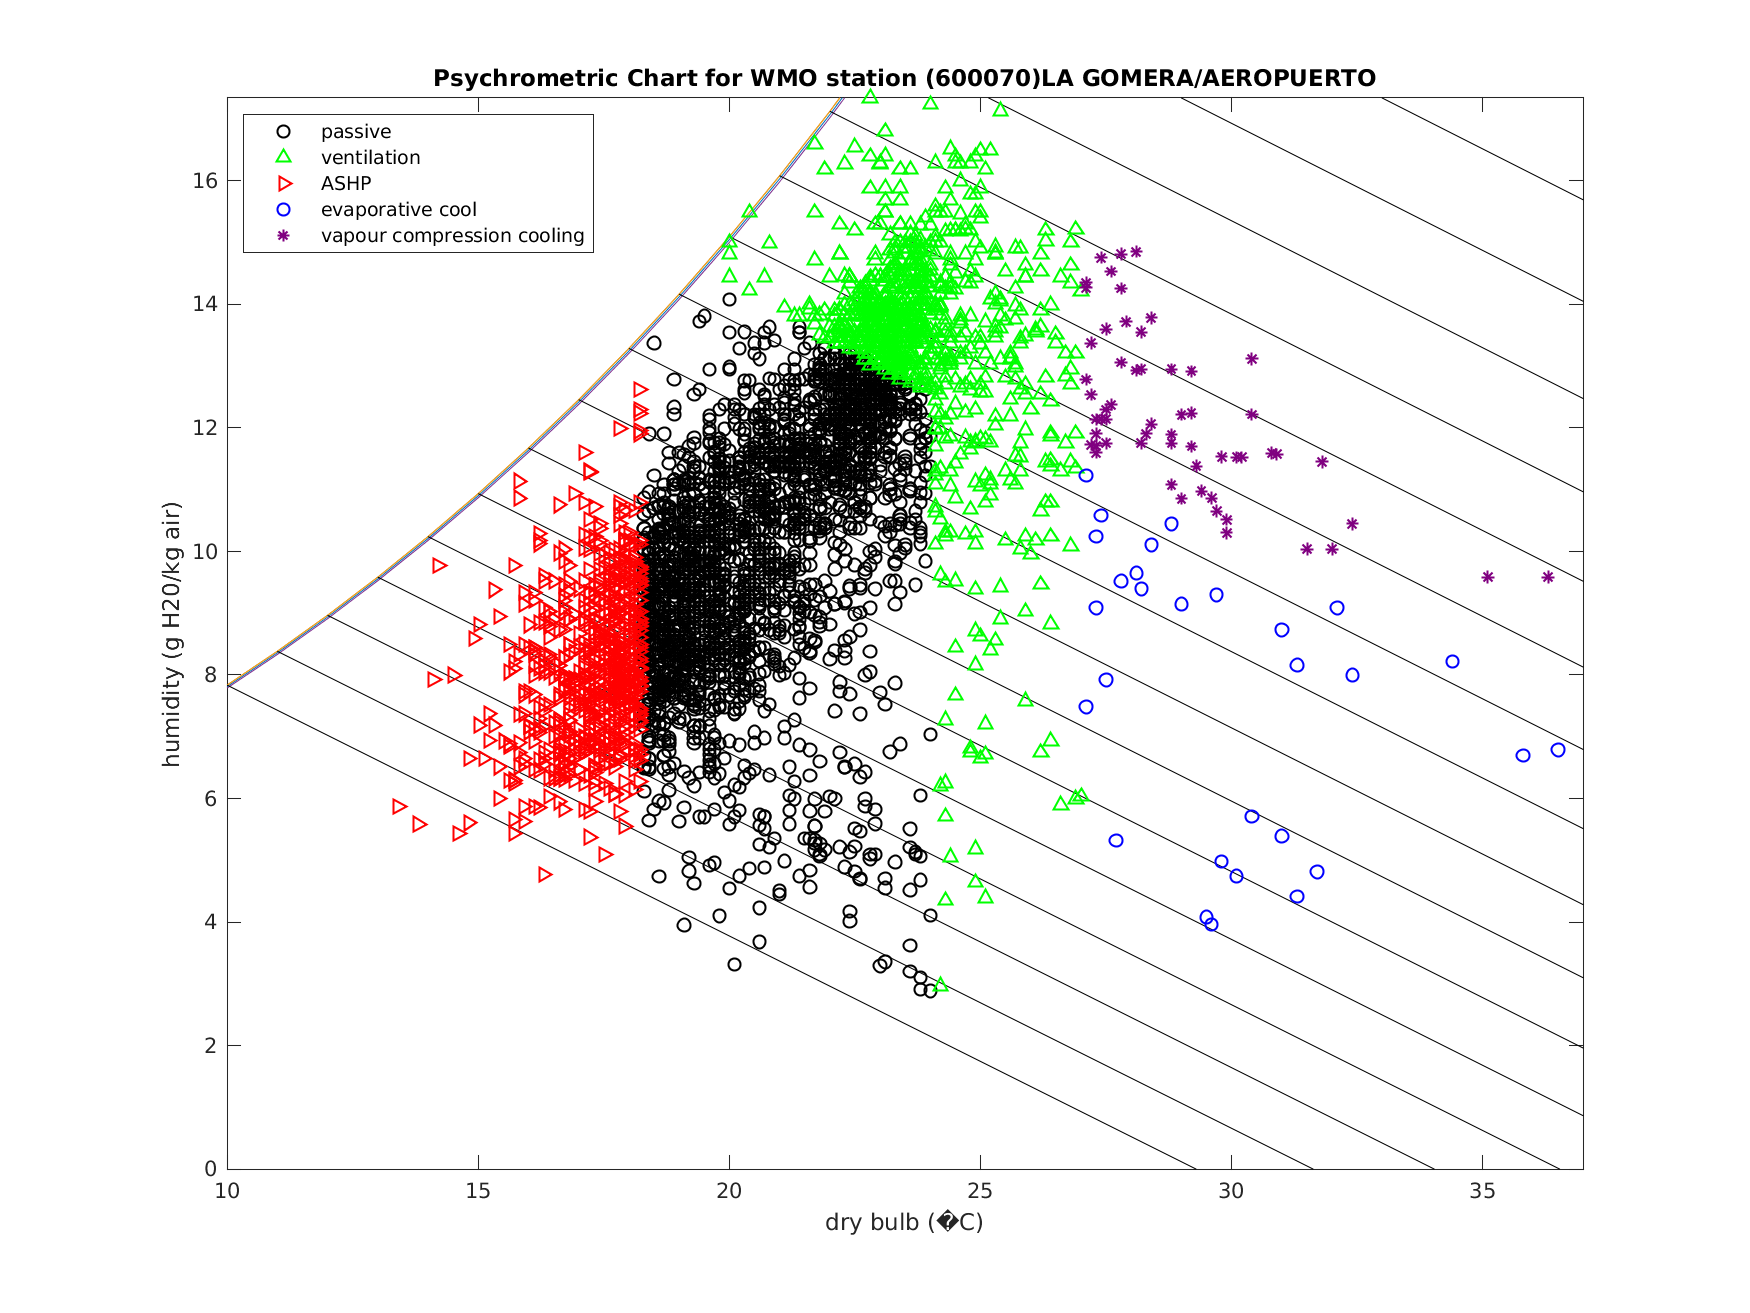 Psychrometric Chart for WMO station (600070)LA GOMERA/AEROPUERTO
passive
ventilation
ASHP
evaporative cool
vapour compression cooling
16
14
12
10
8
6
4
2
0
humidity (g H20/kg air)
10 15 20 25 30 35
dry bulb (�C)